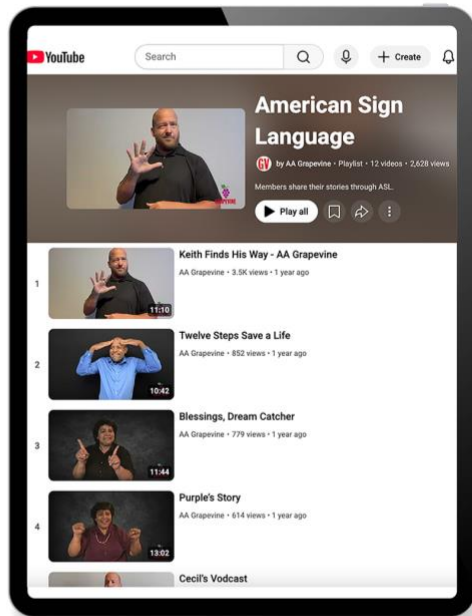 YouTube
Search
Create
American Sign
Language
GV by AA Grapevine • Playlist • 12 videos • 2,628 views
Members share their stories through ASL.
Play all
GRAPEVINE
1
Keith Finds His Way - AA Grapevine
AA Grapevine • 3.5K views • 1 year ago
11:10
2
Twelve Steps Save a Life
AA Grapevine • 852 views • 1 year ago
10:42
3
Blessings, Dream Catcher
AA Grapevine • 779 views • 1 year ago
11:44
4
Purple's Story
AA Grapevine • 614 views • 1 year ago
13:02
Cecil's Vodcast